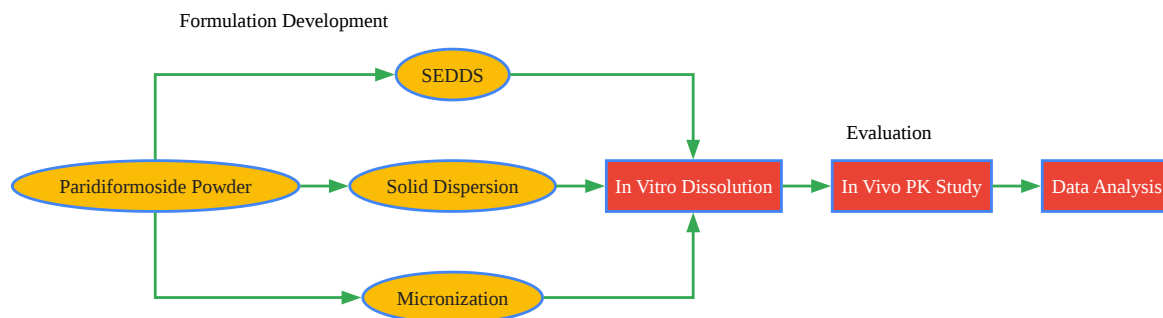 Formulation Development
SEDDS
Evaluation
Paridiformoside Powder
Solid Dispersion
In Vitro Dissolution
In Vivo PK Study
Data Analysis
Micronization